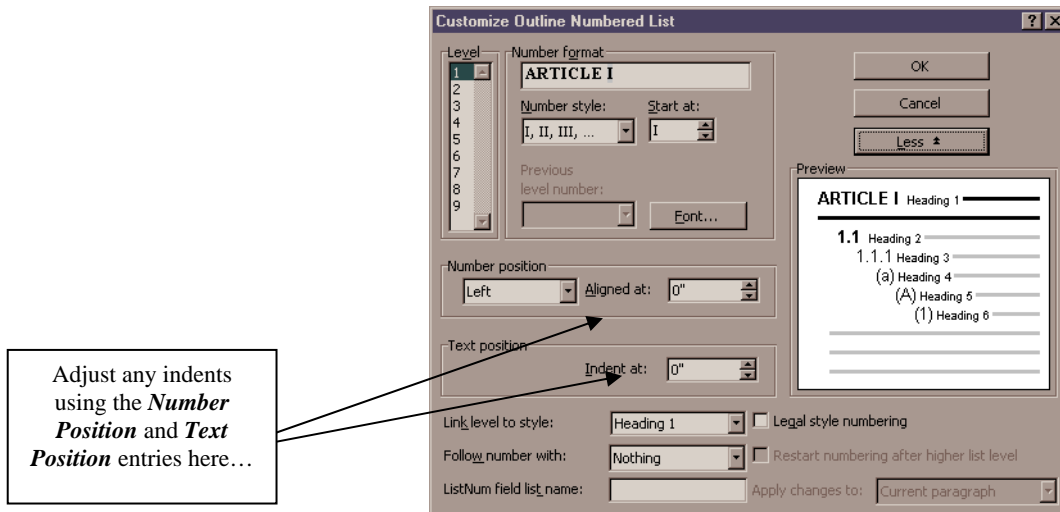 Customize Outline Numbered List
Level
1
2
3
4
5
6
7
8
9
Number format
ARTICLE I
Number style:
Start at:
I, II, III, ...
I
Previous
level number:
Font...
OK
Cancel
Less
Preview
ARTICLE I Heading 1
1.1 Heading 2
1.1.1 Heading 3
(a) Heading 4
(A) Heading 5
(1) Heading 6
Number position
Left
Aligned at:
0"
Text position
Indent at:
0"
Adjust any indents
using the Number
Position and Text
Position entries here…
Link level to style:
Heading 1
Legal style numbering
Follow number with:
Nothing
Restart numbering after higher list level
ListNum field list name:
Apply changes to:
Current paragraph